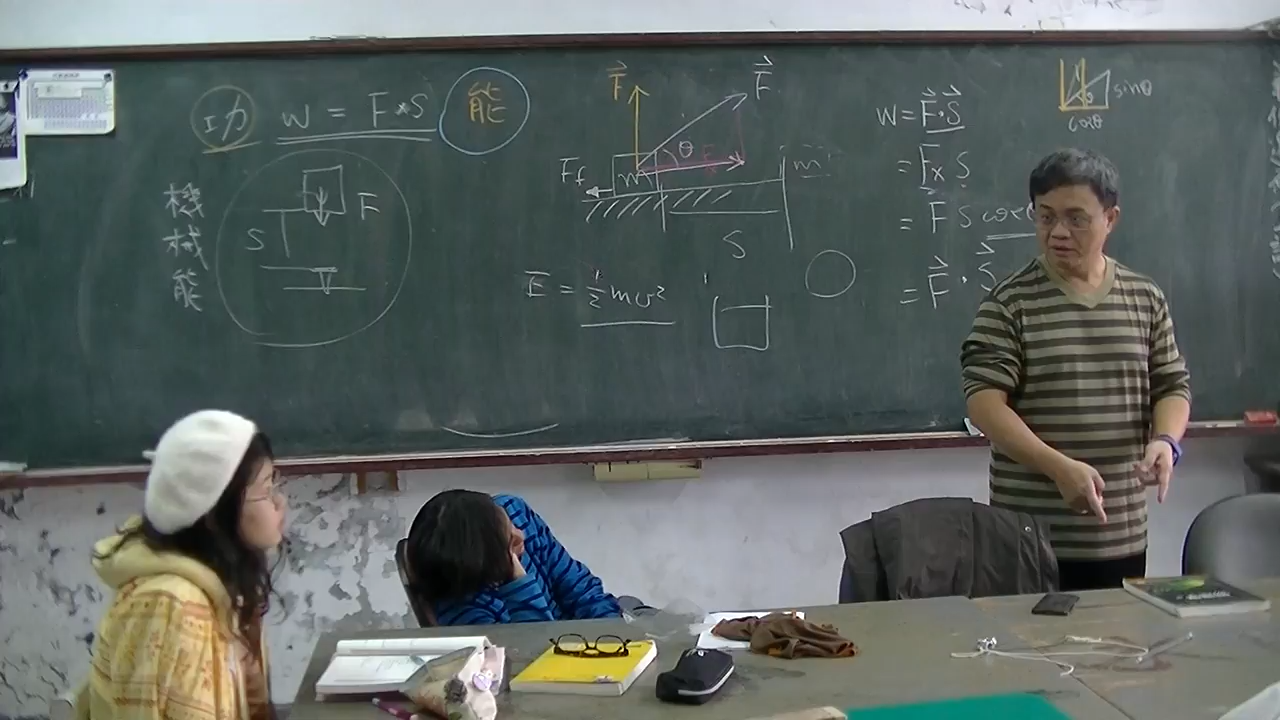 功 W = F * S 能
機
械
能
F
S
F⃗
F⃗
θ
Ff
m
m
S
E = ½mv²
W = F⃗·S⃗
= Fx S
= F S cosθ
= F⃗ · S⃗
sinθ
cosθ